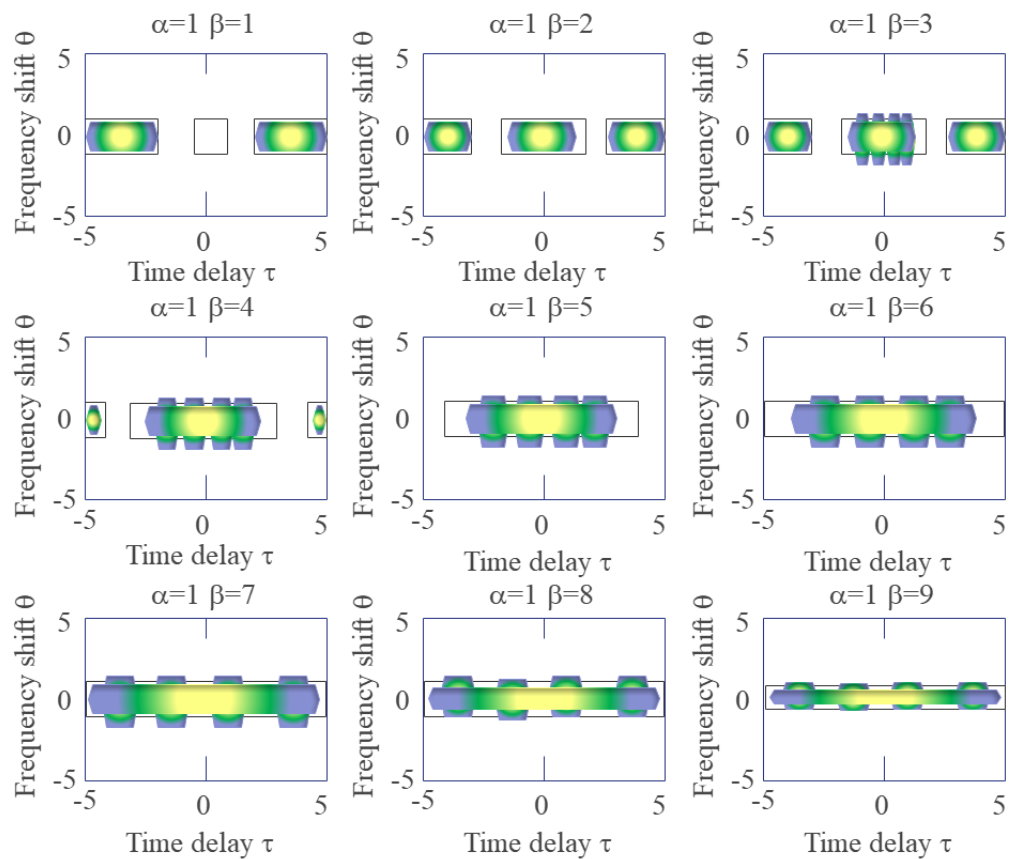 α=1 β=1 α=1 β=2 α=1 β=3
Frequency shift θ
5
0
-5
-5 0 5
Time delay τ
Frequency shift θ
5
0
-5
-5 0 5
Time delay τ
Frequency shift θ
5
0
-5
-5 0 5
Time delay τ
α=1 β=4 α=1 β=5 α=1 β=6
Frequency shift θ
5
0
-5
-5 0 5
Time delay τ
Frequency shift θ
5
0
-5
-5 0 5
Time delay τ
Frequency shift θ
5
0
-5
-5 0 5
Time delay τ
α=1 β=7 α=1 β=8 α=1 β=9
Frequency shift θ
5
0
-5
-5 0 5
Time delay τ
Frequency shift θ
5
0
-5
-5 0 5
Time delay τ
Frequency shift θ
5
0
-5
-5 0 5
Time delay τ